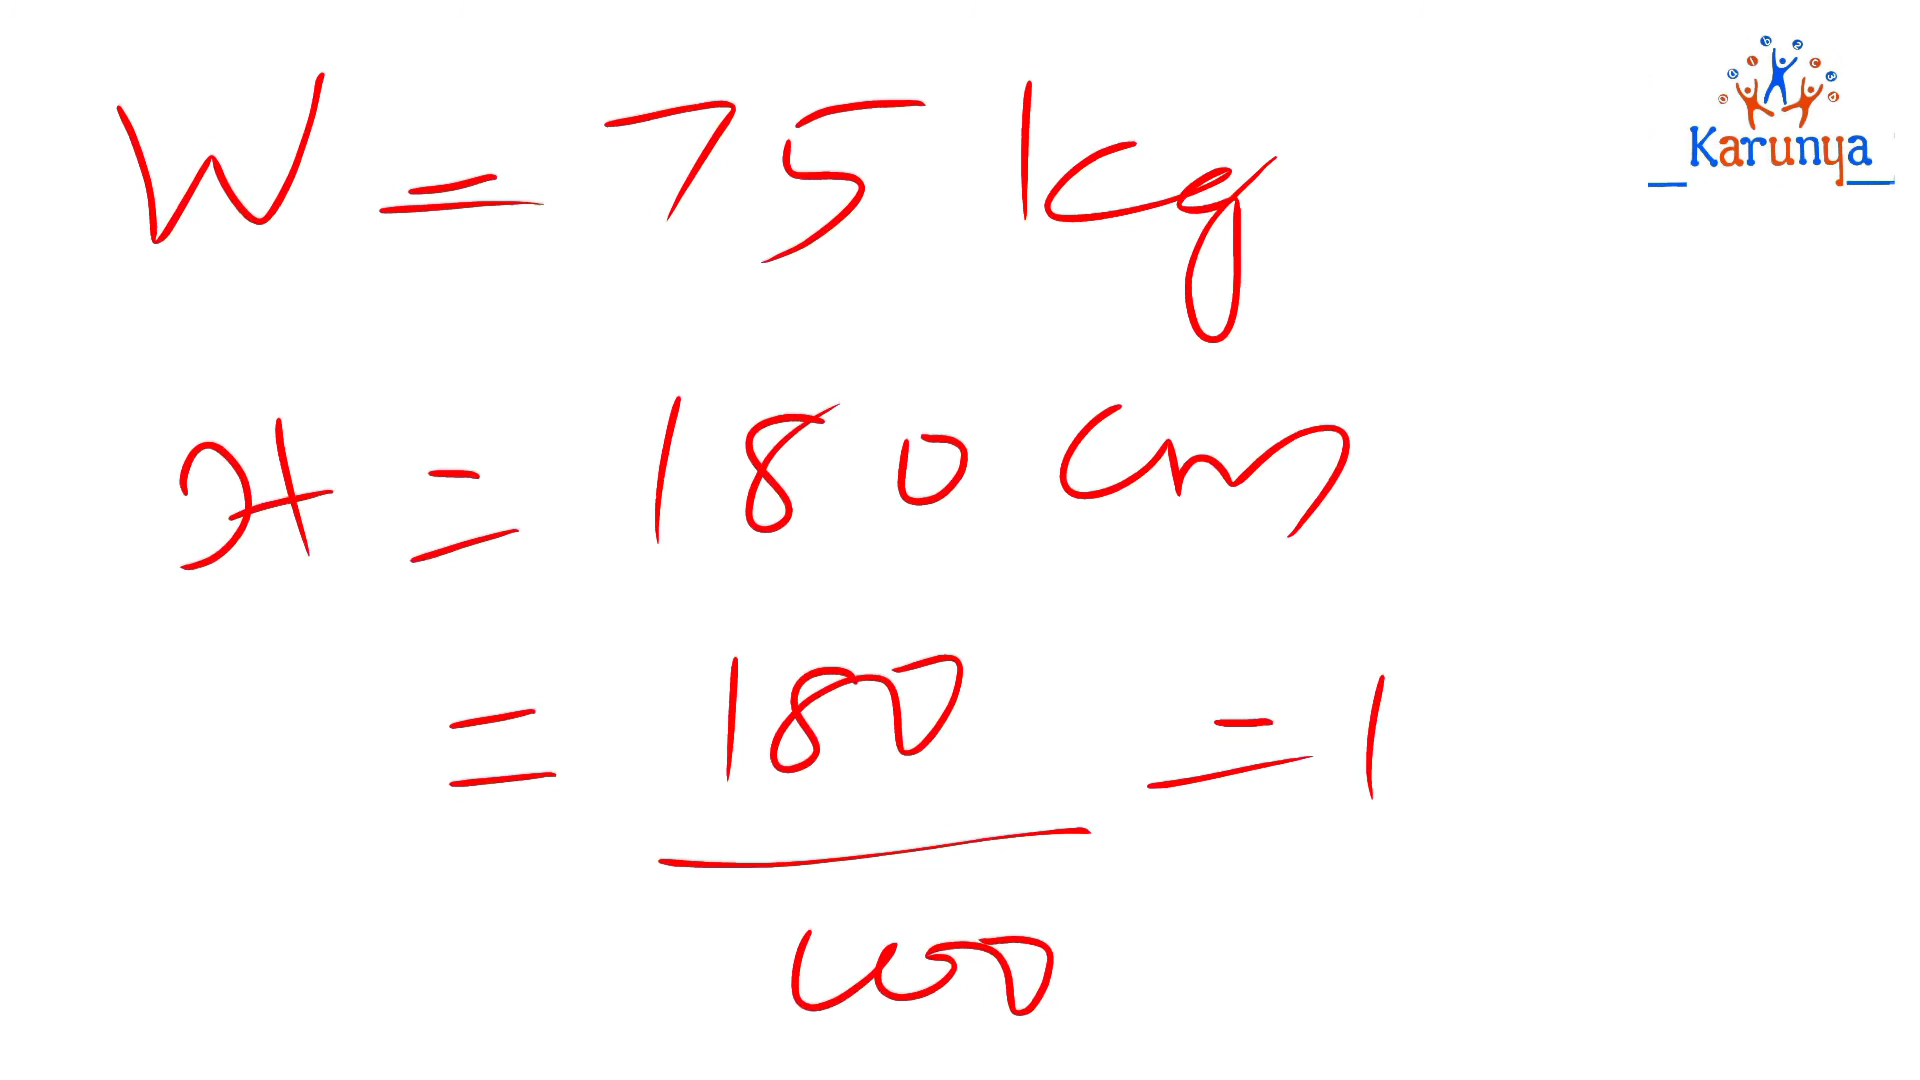 Karunya
W = 75 kg
H = 180 cm
= 180 = 1
100